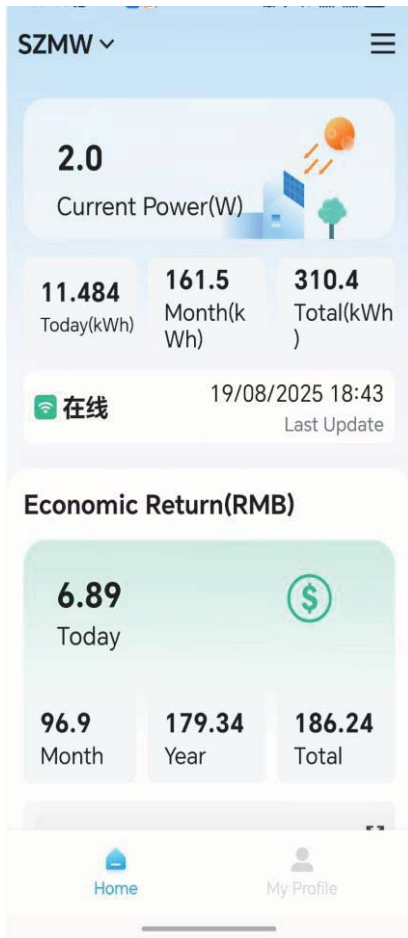 SZMW
2.0
Current Power(W)
11.484
Today(kWh)
161.5
Month(k
Wh)
310.4
Total(kWh
)
在线
19/08/2025 18:43
Last Update
Economic Return(RMB)
6.89
Today
$
96.9
Month
179.34
Year
186.24
Total
Home
My Profile